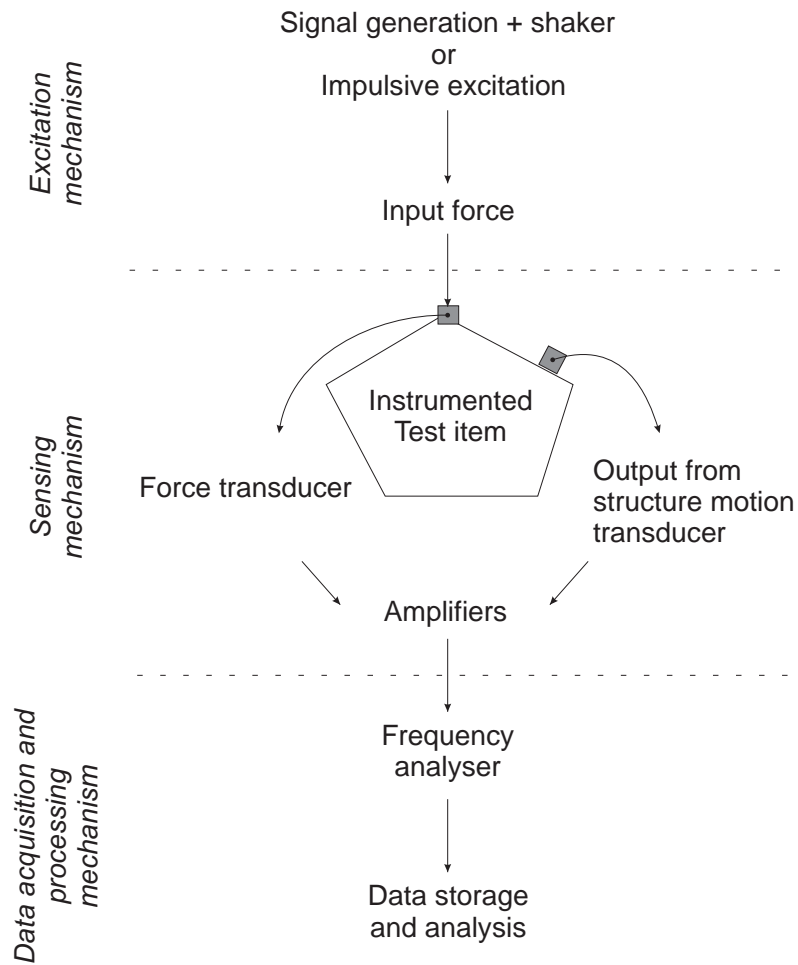 Signal generation + shaker
or
Impulsive excitation
Excitation
mechanism
Input force
Instrumented
Test item
Sensing
mechanism
Force transducer
Output from
structure motion
transducer
Amplifiers
Frequency
analyser
Data acquisition and
processing
mechanism
Data storage
and analysis